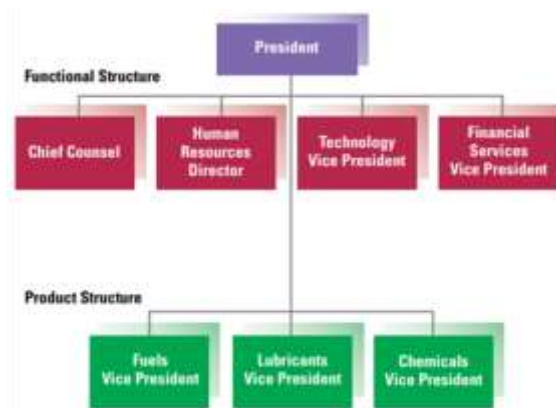 President
Functional Structure
Chief Counsel
Human
Resources
Director
Technology
Vice President
Financial
Services
Vice President
Product Structure
Fuels
Vice President
Lubricants
Vice President
Chemicals
Vice President